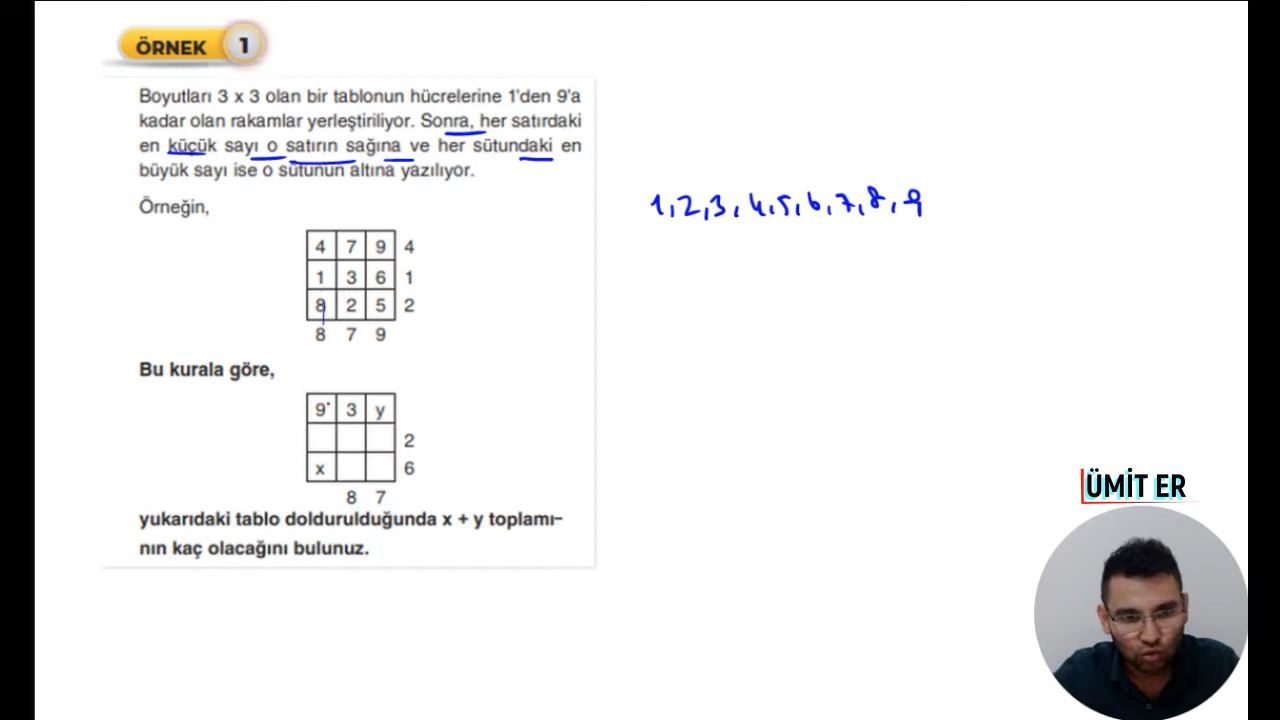 ÖRNEK 1
Boyutları 3 x 3 olan bir tablonun hücrelerine 1'den 9'a
kadar olan rakamlar yerleştiriliyor. Sonra, her satırdaki
en küçük sayı o satırın sağına ve her sütundaki en
büyük sayı ise o sütunun altına yazılıyor.
1, 2, 3, 4, 5, 6, 7, 8, 9
Örneğin,
4 7 9 4
1 3 6 1
8 2 5 2
8 7 9
Bu kurala göre,
9 3 y
2
x 6
8 7
yukarıdaki tablo doldurulduğunda x + y toplamı-
nın kaç olacağını bulunuz.
ÜMİT ER